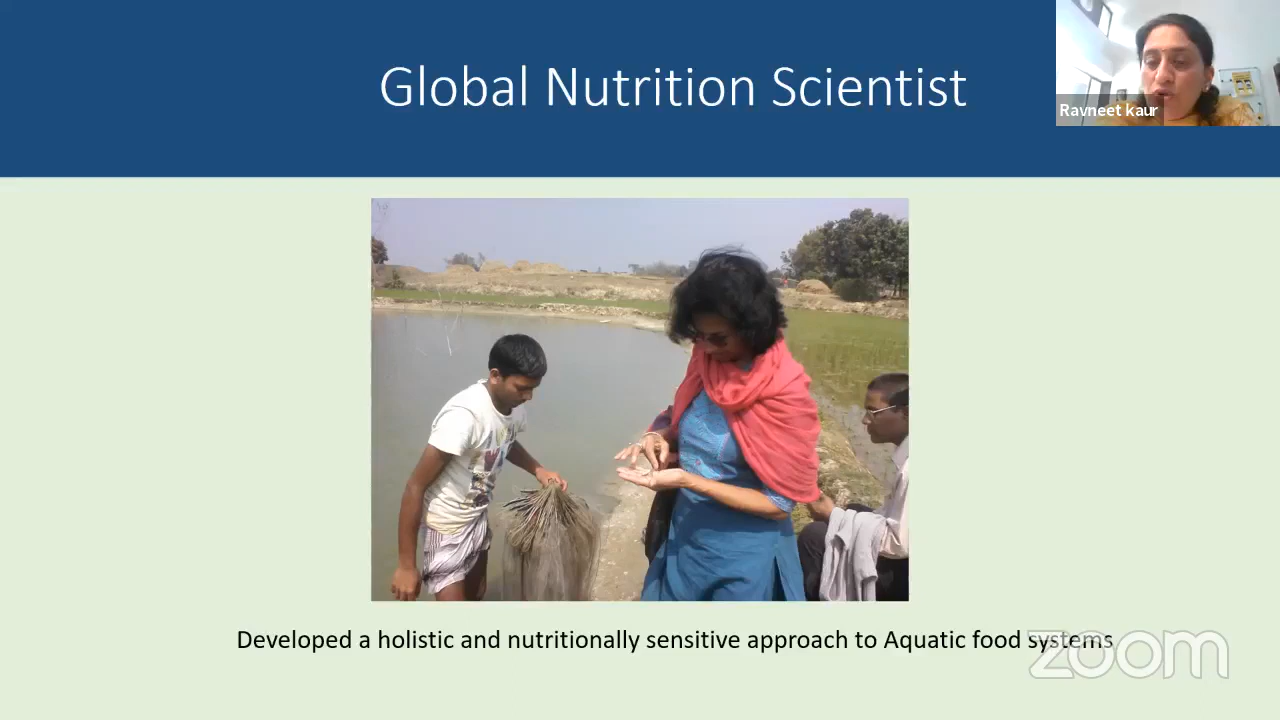 Global Nutrition Scientist
Ravneet kaur
Developed a holistic and nutritionally sensitive approach to Aquatic food systems
zoom